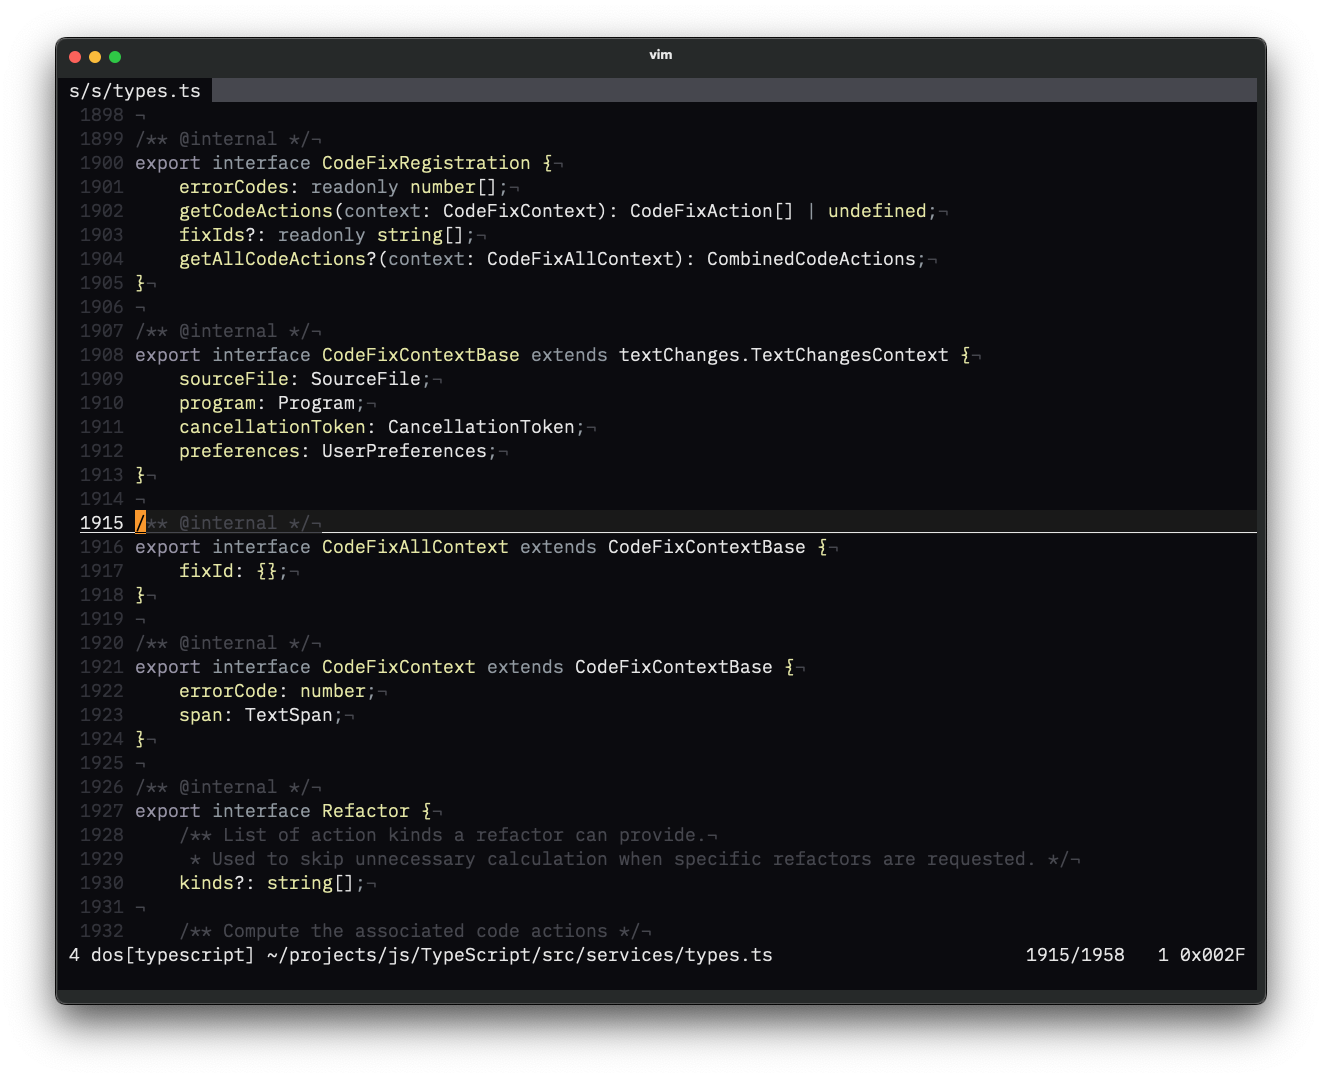 vim
s/s/types.ts
1898 ¬
1899 /** @internal */¬
1900 export interface CodeFixRegistration {¬
1901     errorCodes: readonly number[];¬
1902     getCodeActions(context: CodeFixContext): CodeFixAction[] | undefined;¬
1903     fixIds?: readonly string[];¬
1904     getAllCodeActions?(context: CodeFixAllContext): CombinedCodeActions;¬
1905 }¬
1906 ¬
1907 /** @internal */¬
1908 export interface CodeFixContextBase extends textChanges.TextChangesContext {¬
1909     sourceFile: SourceFile;¬
1910     program: Program;¬
1911     cancellationToken: CancellationToken;¬
1912     preferences: UserPreferences;¬
1913 }¬
1914 ¬
1915 /** @internal */¬
1916 export interface CodeFixAllContext extends CodeFixContextBase {¬
1917     fixId: {};¬
1918 }¬
1919 ¬
1920 /** @internal */¬
1921 export interface CodeFixContext extends CodeFixContextBase {¬
1922     errorCode: number;¬
1923     span: TextSpan;¬
1924 }¬
1925 ¬
1926 /** @internal */¬
1927 export interface Refactor {¬
1928     /** List of action kinds a refactor can provide.¬
1929      * Used to skip unnecessary calculation when specific refactors are requested. */¬
1930     kinds?: string[];¬
1931 ¬
1932     /** Compute the associated code actions */¬
4 dos[typescript] ~/projects/js/TypeScript/src/services/types.ts 1915/1958 1 0x002F